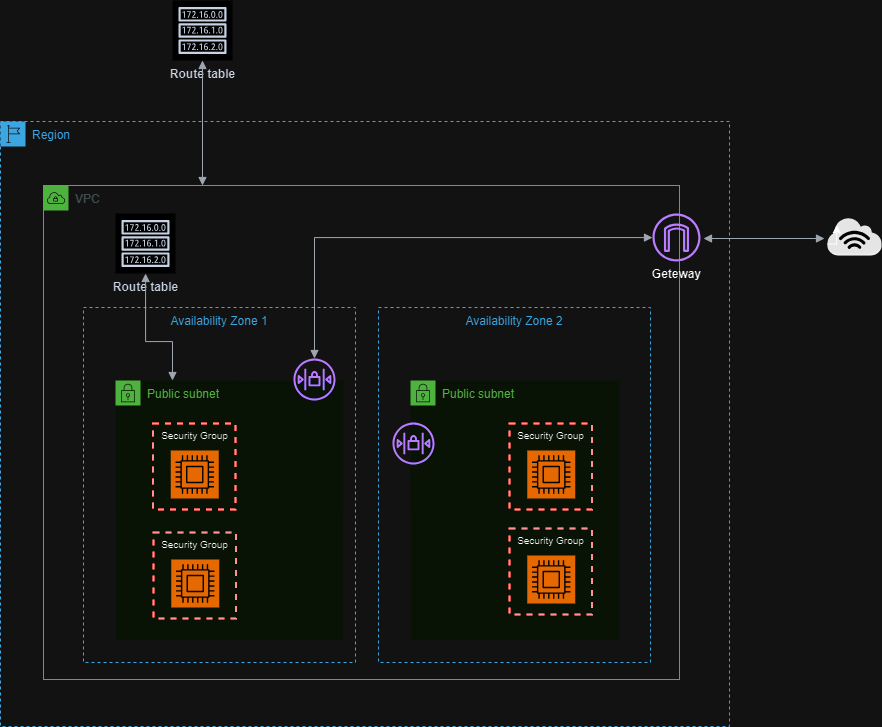 172.16.0.0
172.16.1.0
172.16.2.0
Route table
Region
VPC
172.16.0.0
172.16.1.0
172.16.2.0
Route table
Geteway
Availability Zone 1
Availability Zone 2
Public subnet
Public subnet
Security Group
Security Group
Security Group
Security Group